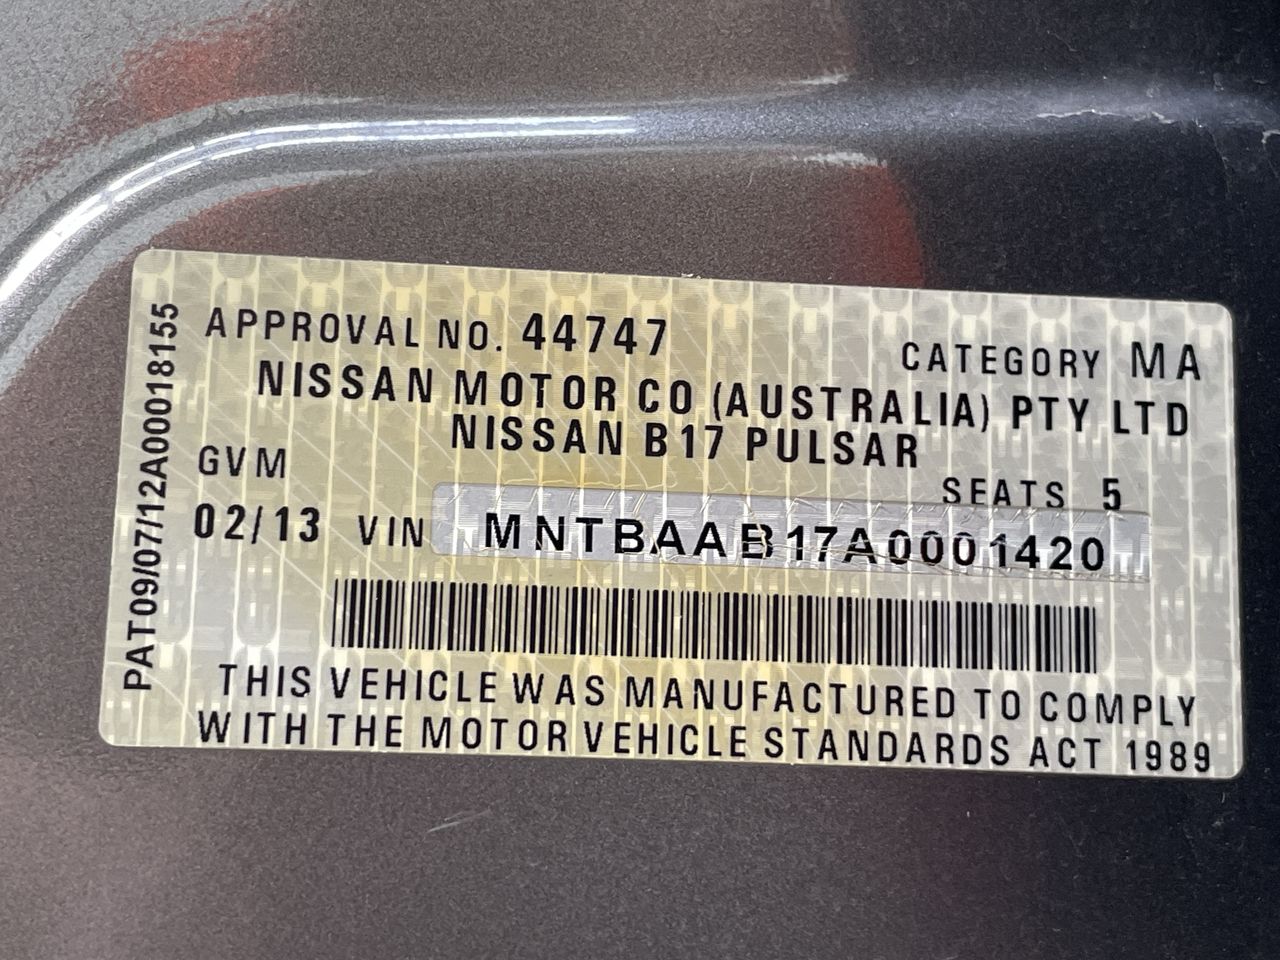 APPROVAL NO. 44747
CATEGORY MA
NISSAN MOTOR CO (AUSTRALIA) PTY LTD
NISSAN B17 PULSAR
GVM
SEATS 5
02/13 VIN MNTBAAB17A0001420
THIS VEHICLE WAS MANUFACTURED TO COMPLY
WITH THE MOTOR VEHICLE STANDARDS ACT 1989
PAT09/07/12A00018155